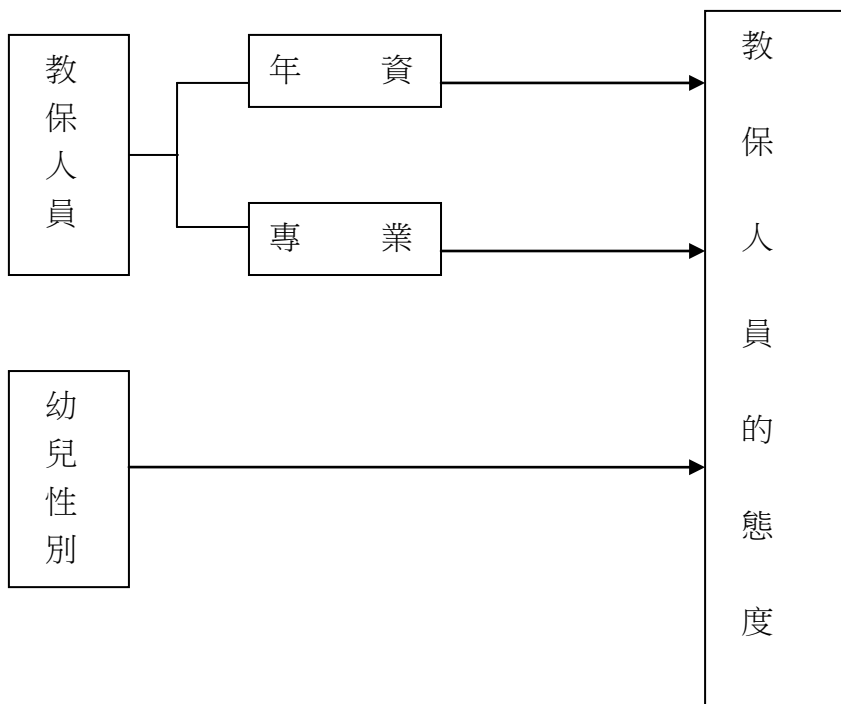 教保人員
年 資
專 業
幼兒性別
教保人員的態度